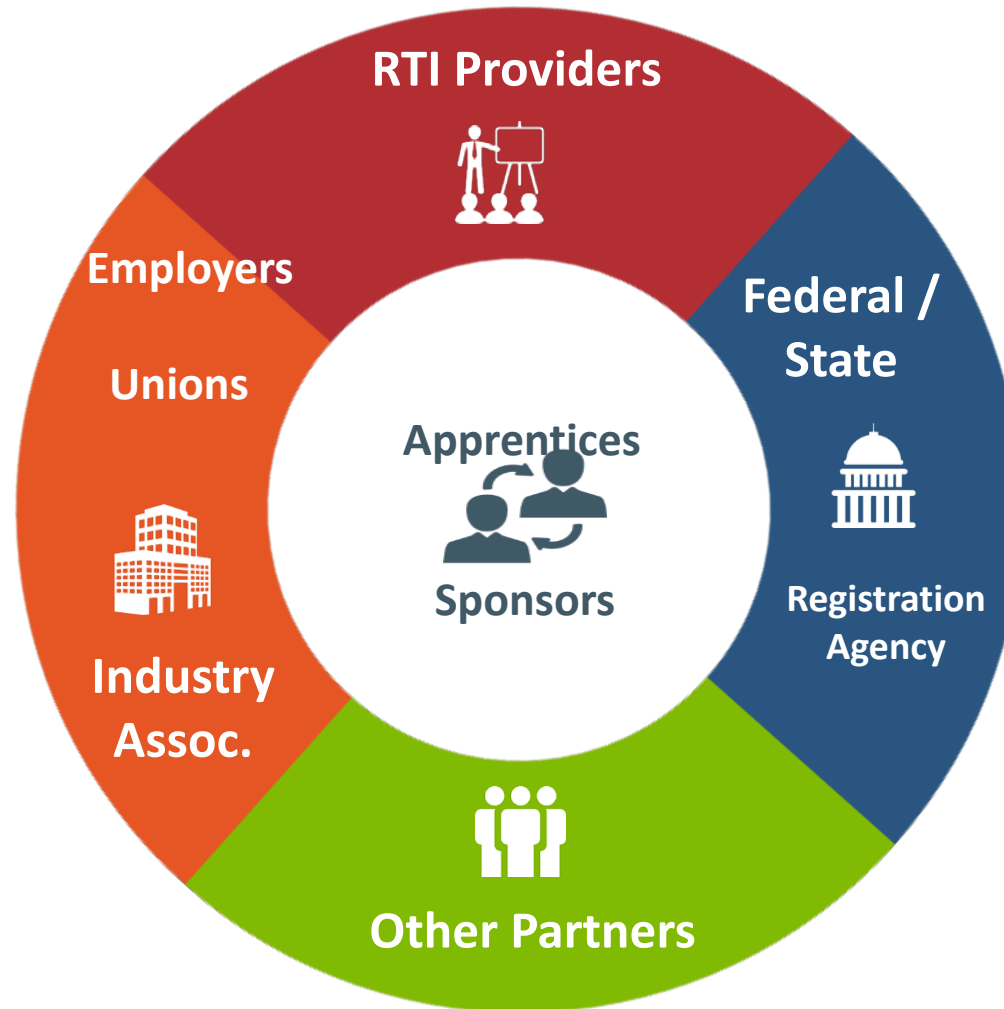 RTI Providers
Employers
Unions
Industry
Assoc.
Apprentices
Sponsors
Federal /
State
Registration
Agency
Other Partners